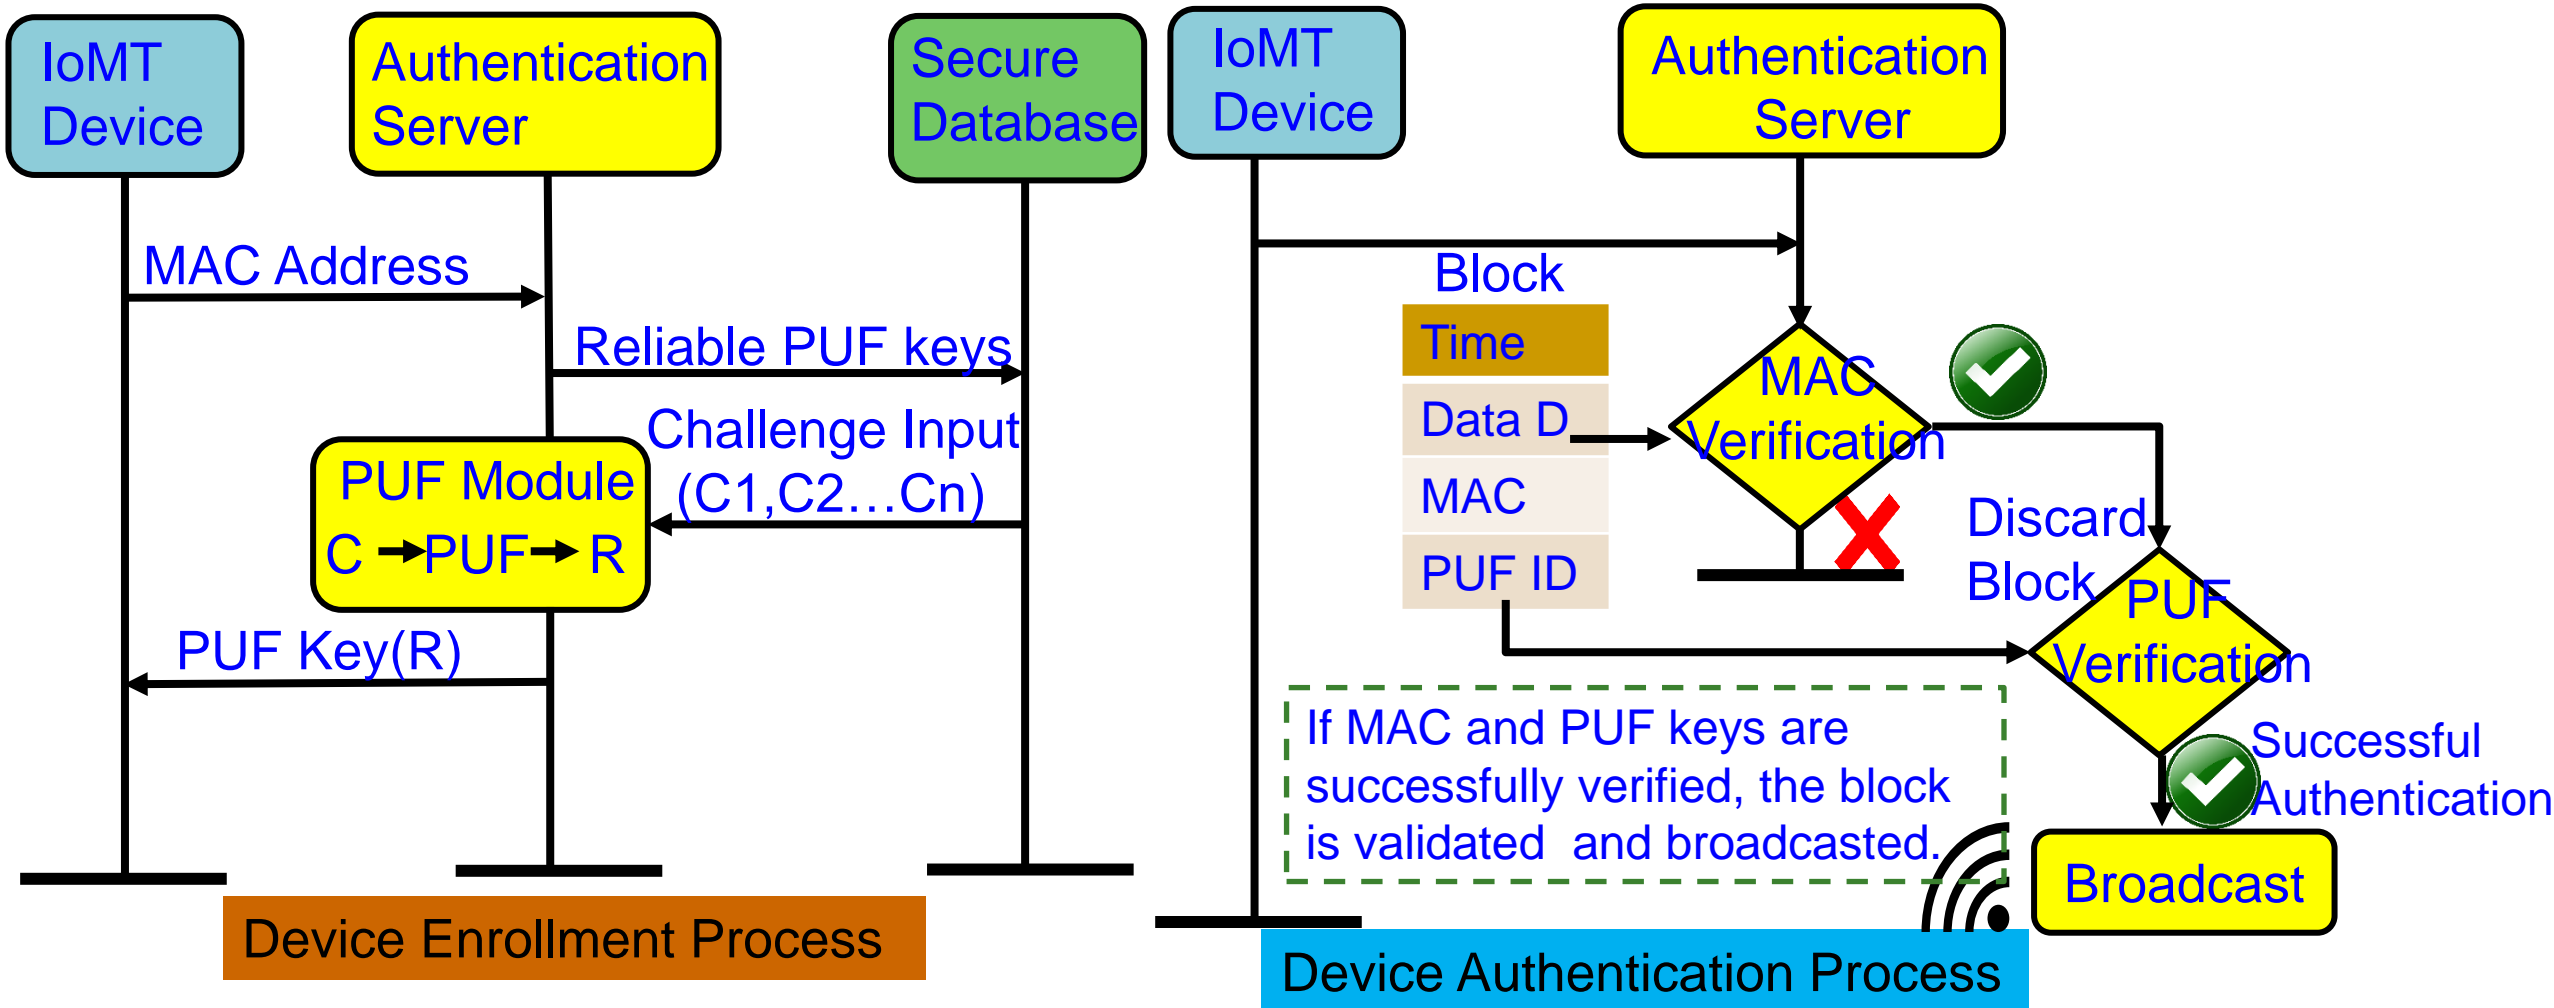 IoMT
Device
Authentication
Server
Secure
Database
MAC Address
Reliable PUF keys
Challenge Input
(C1,C2…Cn)
PUF Module
C PUF R
PUF Key(R)
Device Enrollment Process
IoMT
Device
Authentication
Server
Block
Time
Data D
MAC
PUF ID
MAC
Verification
Discard
Block
PUF
Verification
If MAC and PUF keys are
successfully verified, the block
is validated and broadcasted.
Successful
Authentication
Broadcast
Device Authentication Process